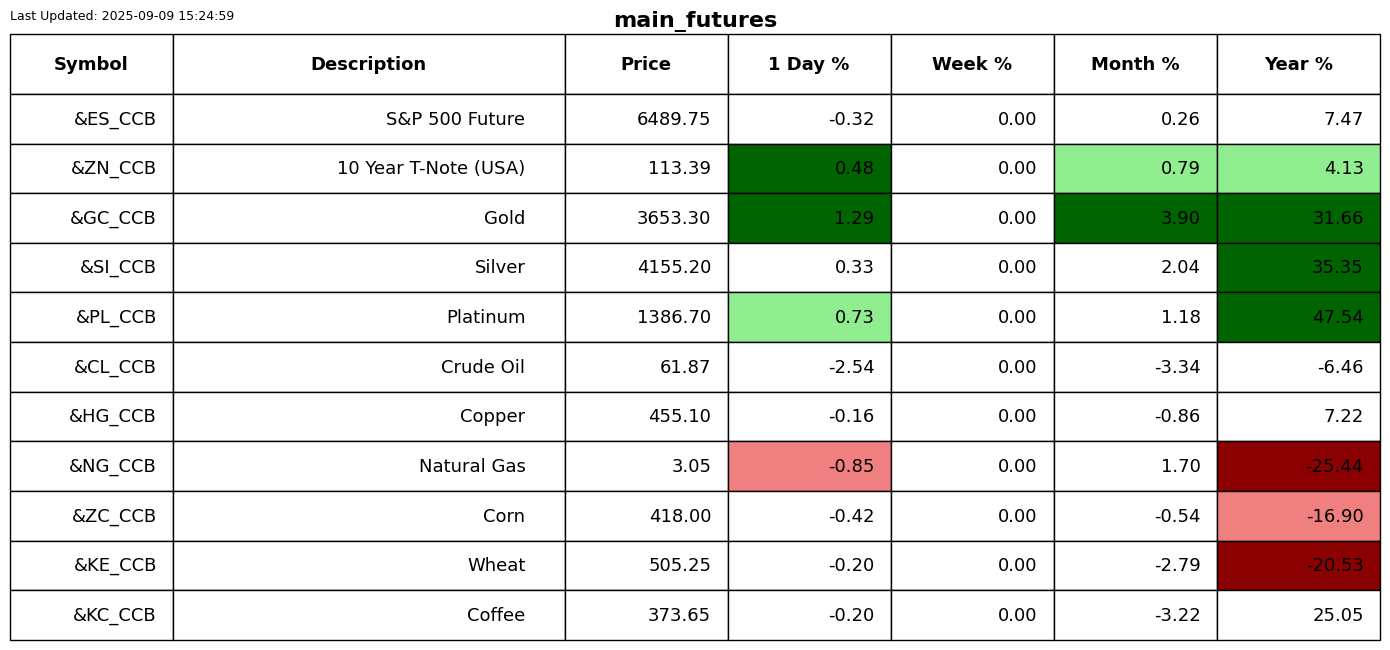 Last Updated: 2025-09-09 15:24:59
main_futures
Symbol Description Price 1 Day % Week % Month % Year %
&ES_CCB S&P 500 Future 6489.75 -0.32 0.00 0.26 7.47
&ZN_CCB 10 Year T-Note (USA) 113.39 0.48 0.00 0.79 4.13
&GC_CCB Gold 3653.30 1.29 0.00 3.90 31.66
&SI_CCB Silver 4155.20 0.33 0.00 2.04 35.35
&PL_CCB Platinum 1386.70 0.73 0.00 1.18 47.54
&CL_CCB Crude Oil 61.87 -2.54 0.00 -3.34 -6.46
&HG_CCB Copper 455.10 -0.16 0.00 -0.86 7.22
&NG_CCB Natural Gas 3.05 -0.85 0.00 1.70 -25.44
&ZC_CCB Corn 418.00 -0.42 0.00 -0.54 -16.90
&KE_CCB Wheat 505.25 -0.20 0.00 -2.79 -20.53
&KC_CCB Coffee 373.65 -0.20 0.00 -3.22 25.05